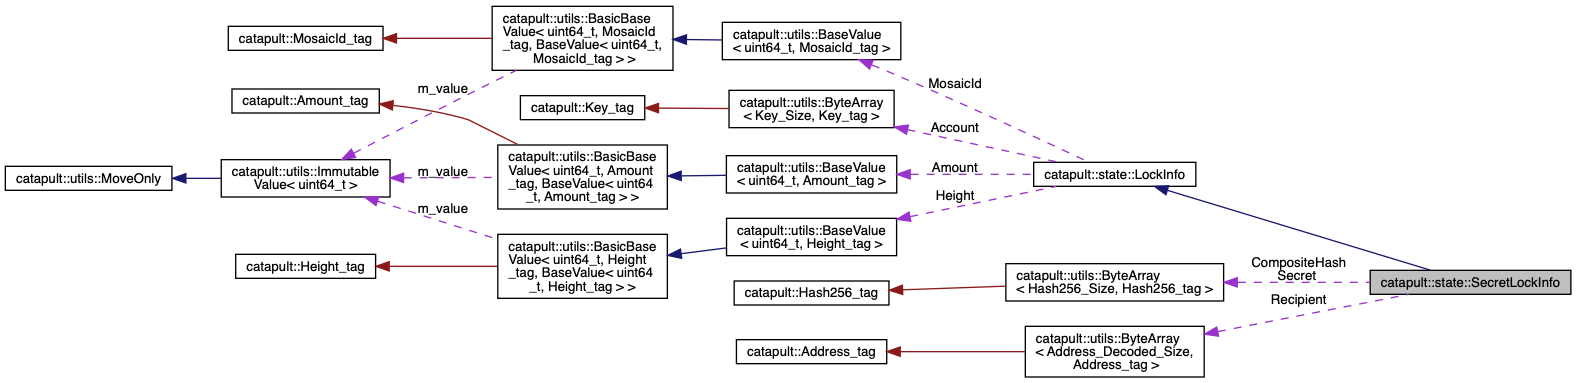 catapult::utils::MoveOnly
catapult::MosaicId_tag
catapult::Amount_tag
catapult::utils::Immutable
Value< uint64_t >
catapult::Height_tag
m_value
m_value
m_value
catapult::utils::BasicBase
Value< uint64_t, MosaicId
_tag, BaseValue< uint64_t,
MosaicId_tag > >
catapult::Key_tag
catapult::utils::BasicBase
Value< uint64_t, Amount
_tag, BaseValue< uint64
_t, Amount_tag > >
catapult::utils::BasicBase
Value< uint64_t, Height
_tag, BaseValue< uint64
_t, Height_tag > >
catapult::utils::BaseValue
< uint64_t, MosaicId_tag >
catapult::utils::ByteArray
< Key_Size, Key_tag >
catapult::utils::BaseValue
< uint64_t, Amount_tag >
catapult::utils::BaseValue
< uint64_t, Height_tag >
catapult::Hash256_tag
catapult::Address_tag
MosaicId
Account
Amount
Height
catapult::state::LockInfo
catapult::utils::ByteArray
< Hash256_Size, Hash256_tag >
catapult::utils::ByteArray
< Address_Decoded_Size,
Address_tag >
CompositeHash
Secret
Recipient
catapult::state::SecretLockInfo